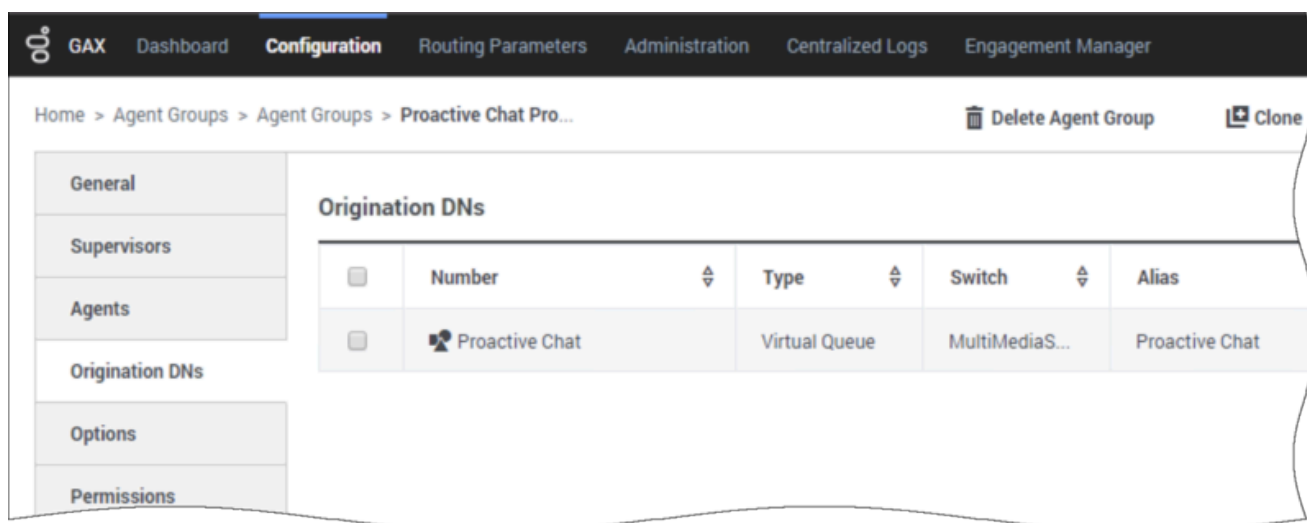 GAX Dashboard Configuration Routing Parameters Administration Centralized Logs Engagement Manager
Home > Agent Groups > Agent Groups > Proactive Chat Pro... Delete Agent Group Clone
General
Supervisors
Agents
Origination DNs
Options
Permissions
Origination DNs
Number Type Switch Alias
Proactive Chat Virtual Queue MultiMediaS... Proactive Chat